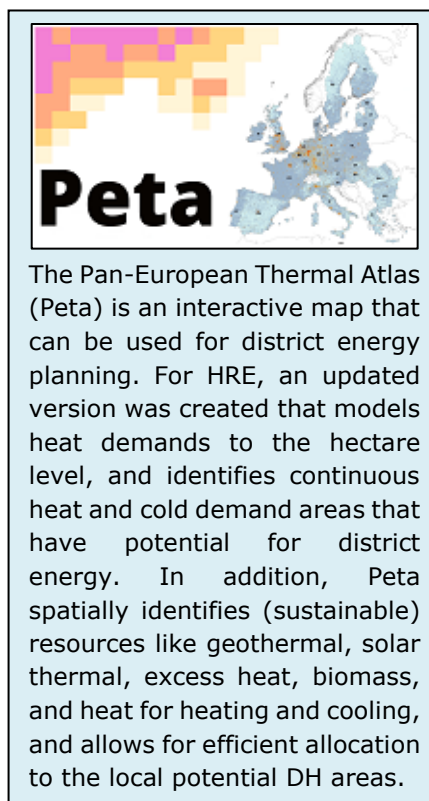 Peta
The Pan-European Thermal Atlas
(Peta) is an interactive map that
can be used for district energy
planning. For HRE, an updated
version was created that models
heat demands to the hectare
level, and identifies continuous
heat and cold demand areas that
have potential for district
energy. In addition, Peta
spatially identifies (sustainable)
resources like geothermal, solar
thermal, excess heat, biomass,
and heat for heating and cooling,
and allows for efficient allocation
to the local potential DH areas.